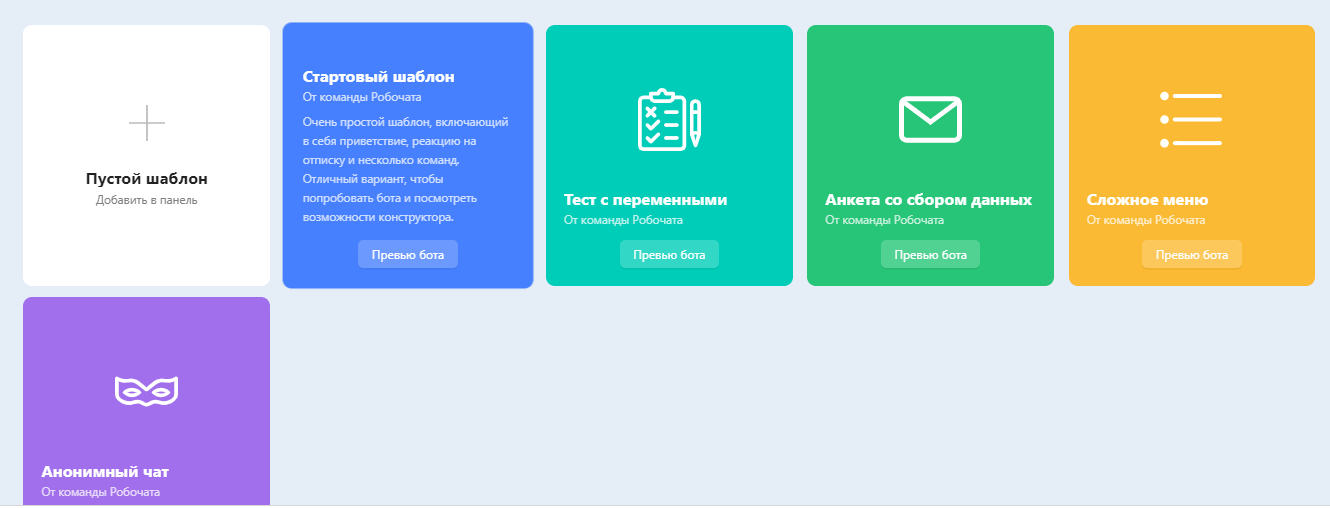 Пустой шаблон
Добавить в панель
Стартовый шаблон
От команды Робочата
Очень простой шаблон, включающий
в себя приветствие, реакцию на
отписку и несколько команд.
Отличный вариант, чтобы
попробовать бота и посмотреть
возможности конструктора.
Превью бота
Тест с переменными
От команды Робочата
Превью бота
Анкета со сбором данных
От команды Робочата
Превью бота
Сложное меню
От команды Робочата
Превью бота
Анонимный чат
От команды Робочата